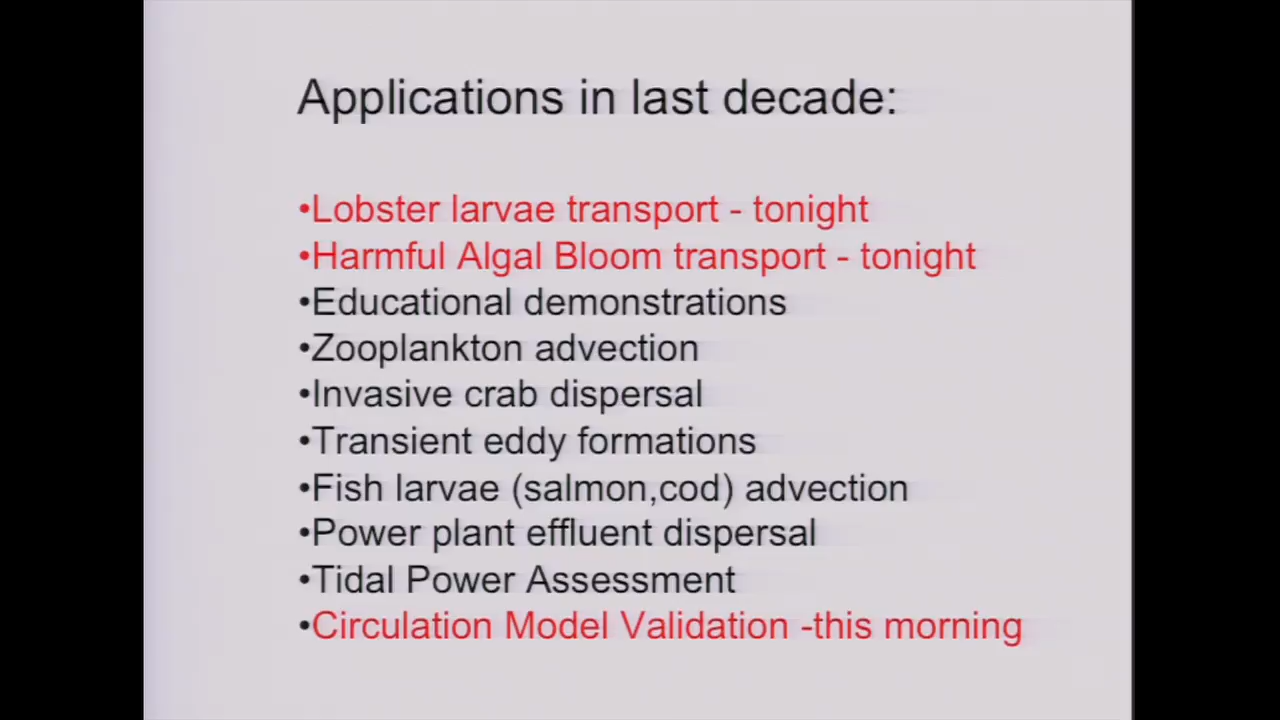 Applications in last decade:
•Lobster larvae transport - tonight
•Harmful Algal Bloom transport - tonight
•Educational demonstrations
•Zooplankton advection
•Invasive crab dispersal
•Transient eddy formations
•Fish larvae (salmon,cod) advection
•Power plant effluent dispersal
•Tidal Power Assessment
•Circulation Model Validation -this morning